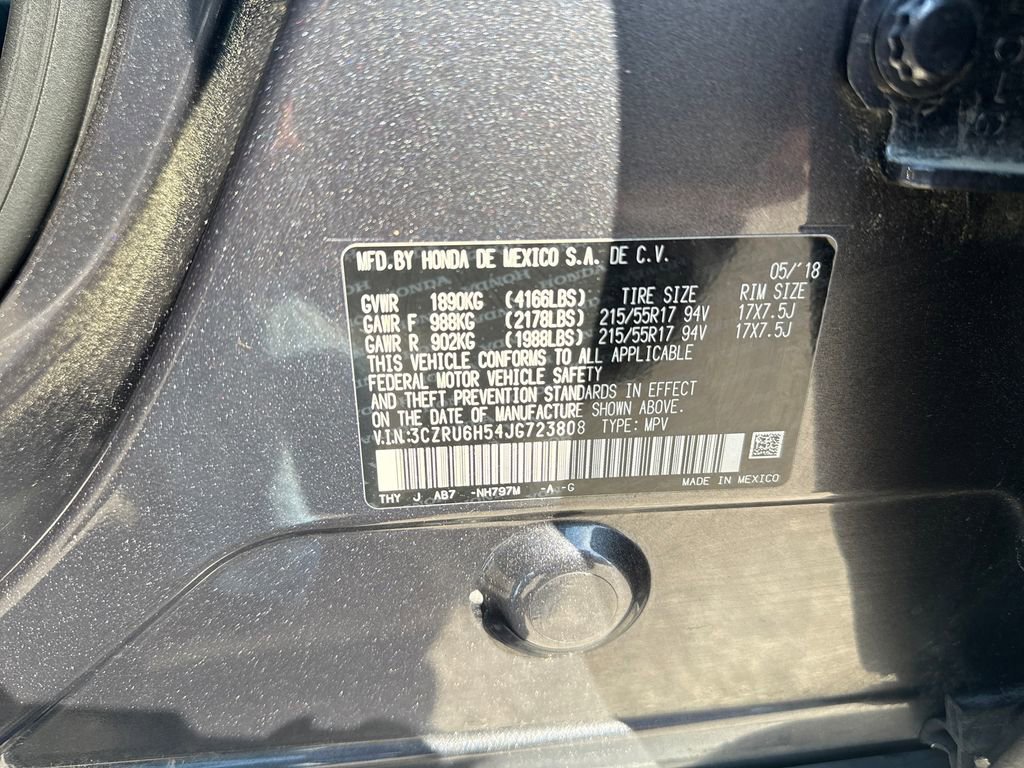 MFD.BY HONDA DE MEXICO S.A. DE C.V.
05/'18
GVWR 1890KG (4166LBS) TIRE SIZE RIM SIZE
GAWR F 988KG (2178LBS) 215/55R17 94V 17X7.5J
GAWR R 902KG (1988LBS) 215/55R17 94V 17X7.5J
THIS VEHICLE CONFORMS TO ALL APPLICABLE
FEDERAL MOTOR VEHICLE SAFETY
AND THEFT PREVENTION STANDARDS IN EFFECT
ON THE DATE OF MANUFACTURE SHOWN ABOVE.
V.I.N:3CZRU6H54JG723808 TYPE: MPV
THY J AB7 -NH797M -A -G MADE IN MEXICO